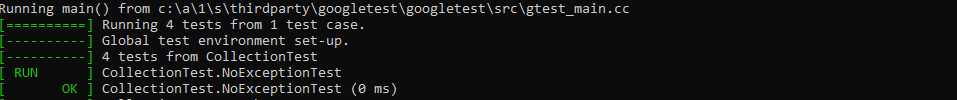 Running main() from c:\a\1\s\thirdparty\googletest\googletest\src\gtest_main.cc
[==========] Running 4 tests from 1 test case.
[----------] Global test environment set-up.
[----------] 4 tests from CollectionTest
[ RUN      ] CollectionTest.NoExceptionTest
[       OK ] CollectionTest.NoExceptionTest (0 ms)